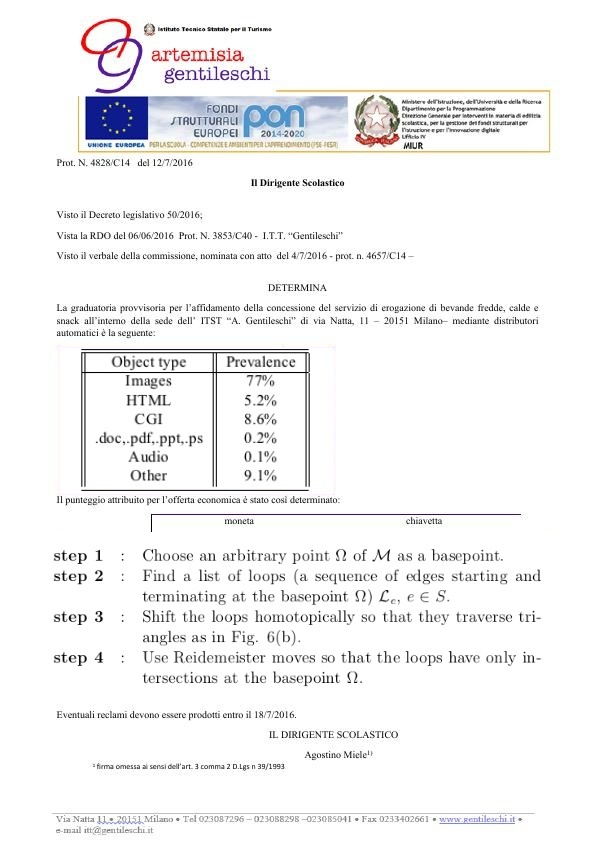 Istituto Tecnico Statale per il Turismo
artemisia
gentileschi
FONDI
STRUTTURALI
EUROPEI
pon
2014-2020
UNIONE EUROPEA
PER LA SCUOLA - COMPETENZE E AMBIENTI PER L'APPRENDIMENTO (FSE-FESR)
Ministero dell'Istruzione, dell'Università e della Ricerca
Dipartimento per la Programmazione
Direzione Generale per interventi in materia di edilizia
scolastica, per la gestione dei fondi strutturali per
l'istruzione e per l'innovazione digitale
Ufficio IV
MIUR
Prot. N. 4828/C14 del 12/7/2016
Il Dirigente Scolastico
Visto il Decreto legislativo 50/2016;
Vista la RDO del 06/06/2016 Prot. N. 3853/C40 - I.T.T. “Gentileschi”
Visto il verbale della commissione, nominata con atto del 4/7/2016 - prot. n. 4657/C14 –
DETERMINA
La graduatoria provvisoria per l’affidamento della concessione del servizio di erogazione di bevande fredde, calde e
snack all’interno della sede dell’ ITST “A. Gentileschi” di via Natta, 11 – 20151 Milano– mediante distributori
automatici è la seguente:
Object type Prevalence
Images 77%
HTML 5.2%
CGI 8.6%
.doc,.pdf,.ppt,.ps 0.2%
Audio 0.1%
Other 9.1%
Il punteggio attribuito per l’offerta economica è stato così determinato:
moneta chiavetta
step 1 : Choose an arbitrary point Ω of M as a basepoint.
step 2 : Find a list of loops (a sequence of edges starting and
terminating at the basepoint Ω) ℒₑ, e ∈ S.
step 3 : Shift the loops homotopically so that they traverse tri-
angles as in Fig. 6(b).
step 4 : Use Reidemeister moves so that the loops have only in-
tersections at the basepoint Ω.
Eventuali reclami devono essere prodotti entro il 18/7/2016.
IL DIRIGENTE SCOLASTICO
Agostino Miele¹⁾
¹ firma omessa ai sensi dell’art. 3 comma 2 D.Lgs n 39/1993
Via Natta 11 • 20151 Milano • Tel 023087296 – 023088298 –023085041 • Fax 0233402661 • www.gentileschi.it •
e-mail itt@gentileschi.it